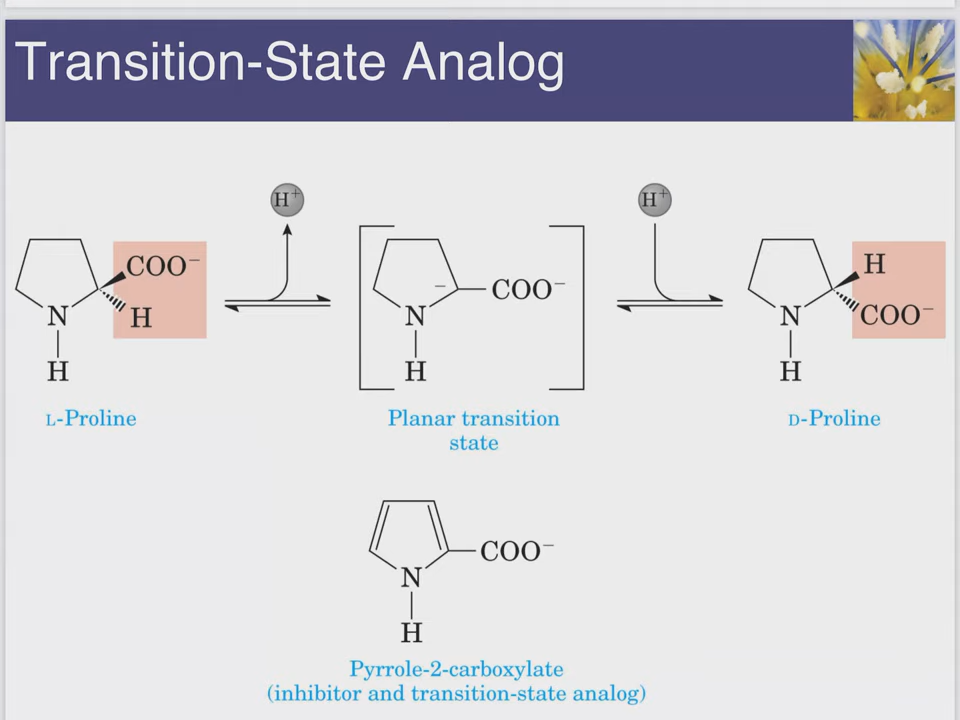 Transition-State Analog
H⁺
H⁺
COO⁻
H
N
H
⁻
COO⁻
N
H
H
COO⁻
N
H
L-Proline
Planar transition
state
D-Proline
COO⁻
N
H
Pyrrole-2-carboxylate
(inhibitor and transition-state analog)